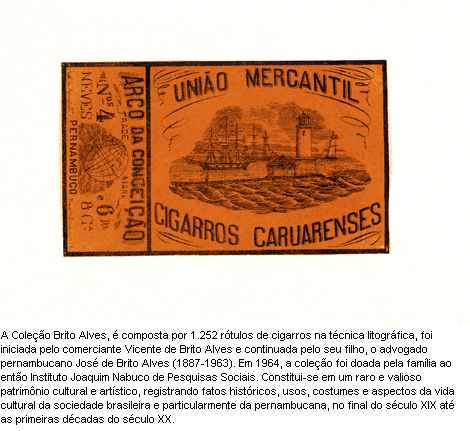 UNIÃO MERCANTIL
CIGARROS CARUARENSES
ARCO DA CONCEIÇÃO
Nos 4 e 6
TRADE MARK
NEVES & Ca
PERNAMBUCO
A Coleção Brito Alves, é composta por 1.252 rótulos de cigarros na técnica litográfica, foi
iniciada pelo comerciante Vicente de Brito Alves e continuada pelo seu filho, o advogado
pernambucano José de Brito Alves (1887-1963). Em 1964, a coleção foi doada pela família ao
então Instituto Joaquim Nabuco de Pesquisas Sociais. Constitui-se em um raro e valioso
patrimônio cultural e artístico, registrando fatos históricos, usos, costumes e aspectos da vida
cultural da sociedade brasileira e particularmente da pernambucana, no final do século XIX até
as primeiras décadas do século XX.